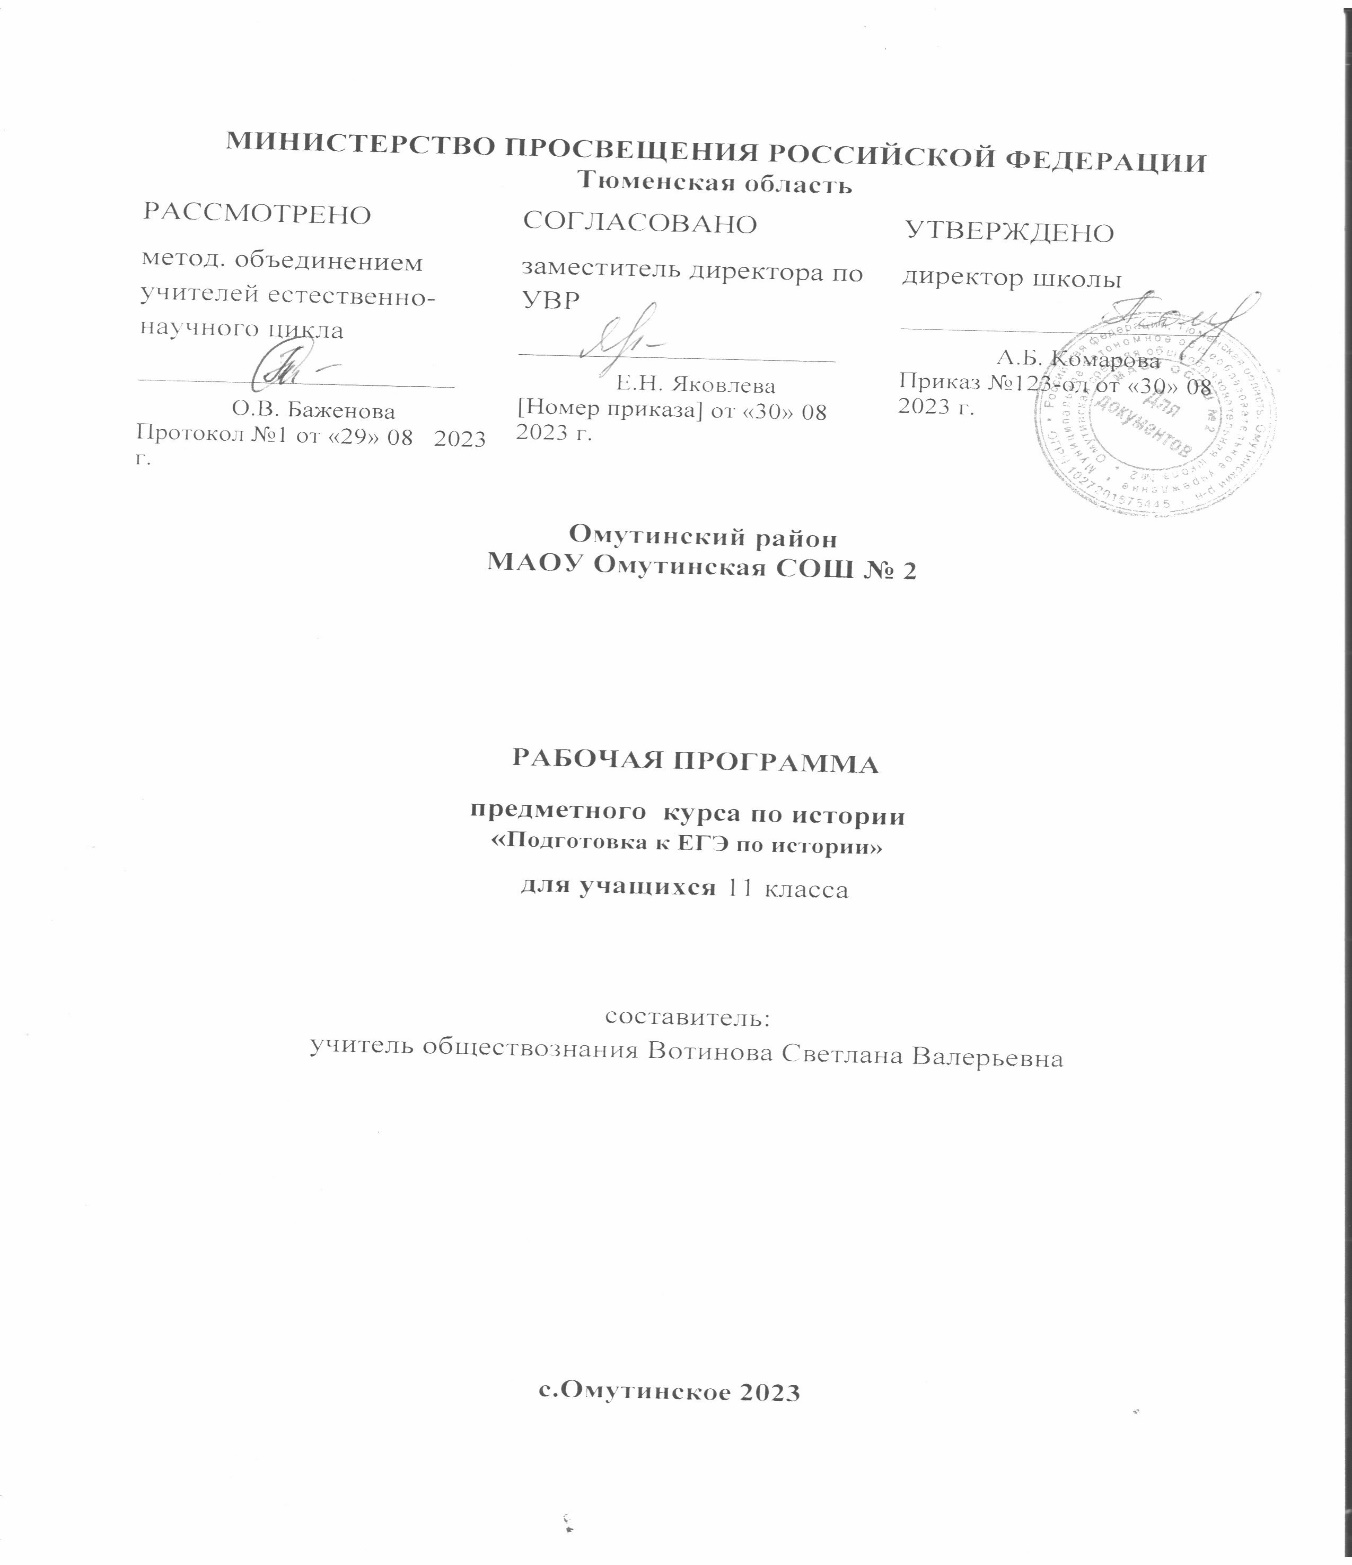 МИНИСТЕРСТВО ПРОСВЕЩЕНИЯ РОССИЙСКОЙ ФЕДЕРАЦИИ
Тюменская область
РАССМОТРЕНО
метод. объединением
учителей естественно-
научного цикла
О.В. Баженова
Протокол №1 от «29» 08 2023
г.
СОГЛАСОВАНО
заместитель директора по
УВР
Е.Н. Яковлева
[Номер приказа] от «30» 08
2023 г.
УТВЕРЖДЕНО
директор школы
А.Б. Комарова
Приказ №123-од от «30» 08
2023 г.
Для
документов
Омутинский район
МАОУ Омутинская СОШ № 2
РАБОЧАЯ ПРОГРАММА
предметного курса по истории
«Подготовка к ЕГЭ по истории»
для учащихся 11 класса
составитель:
учитель обществознания Вотинова Светлана Валерьевна
с.Омутинское 2023